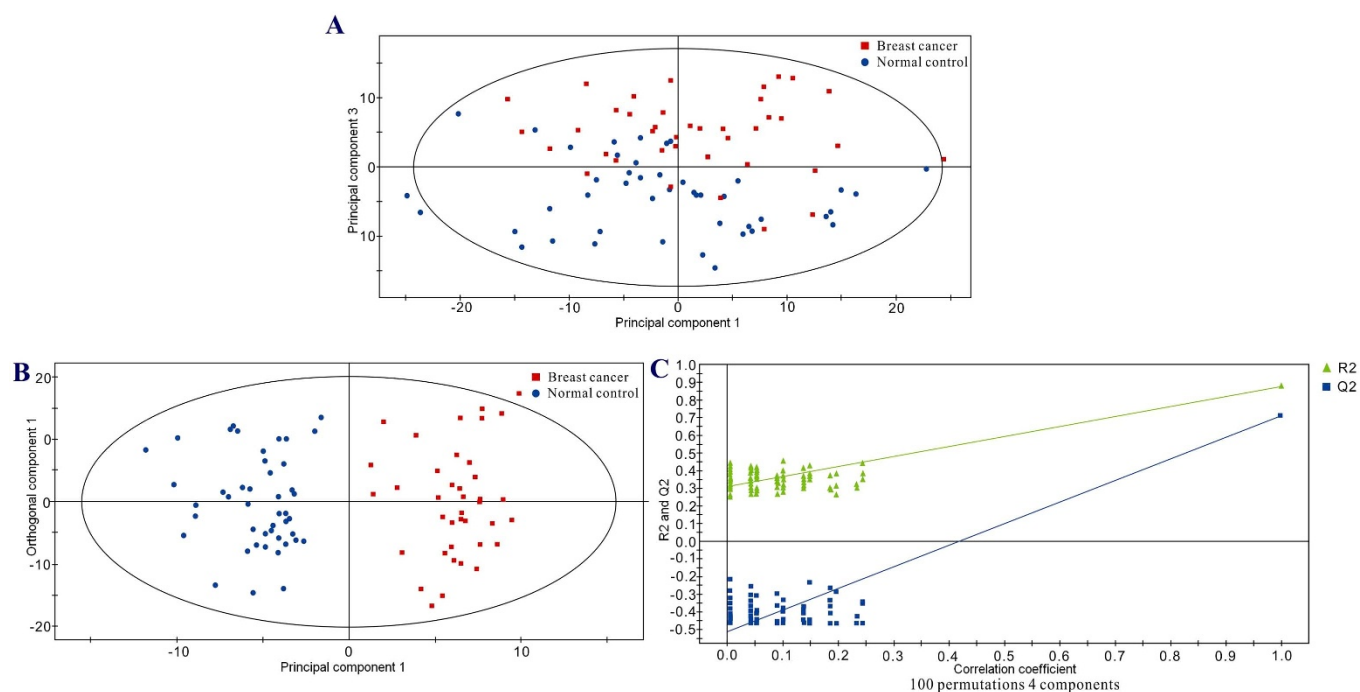 A
Breast cancer
Normal control
Principal component 3
10
0
10
-20
-10
0
10
20
Principal component 1
B
Breast cancer
Normal control
Orthogonal component 1
20
0
0
-10
-20
-10
0
10
Principal component 1
C
R2
Q2
R2 and Q2
1.0
0.9
0.8
0.7
0.6
0.5
0.4
0.3
0.2
0.1
0.0
-0.1
-0.2
-0.3
-0.4
-0.5
0.0
0.1
0.2
0.3
0.4
0.5
0.6
0.7
0.8
0.9
1.0
Correlation coefficient
100 permutations 4 components